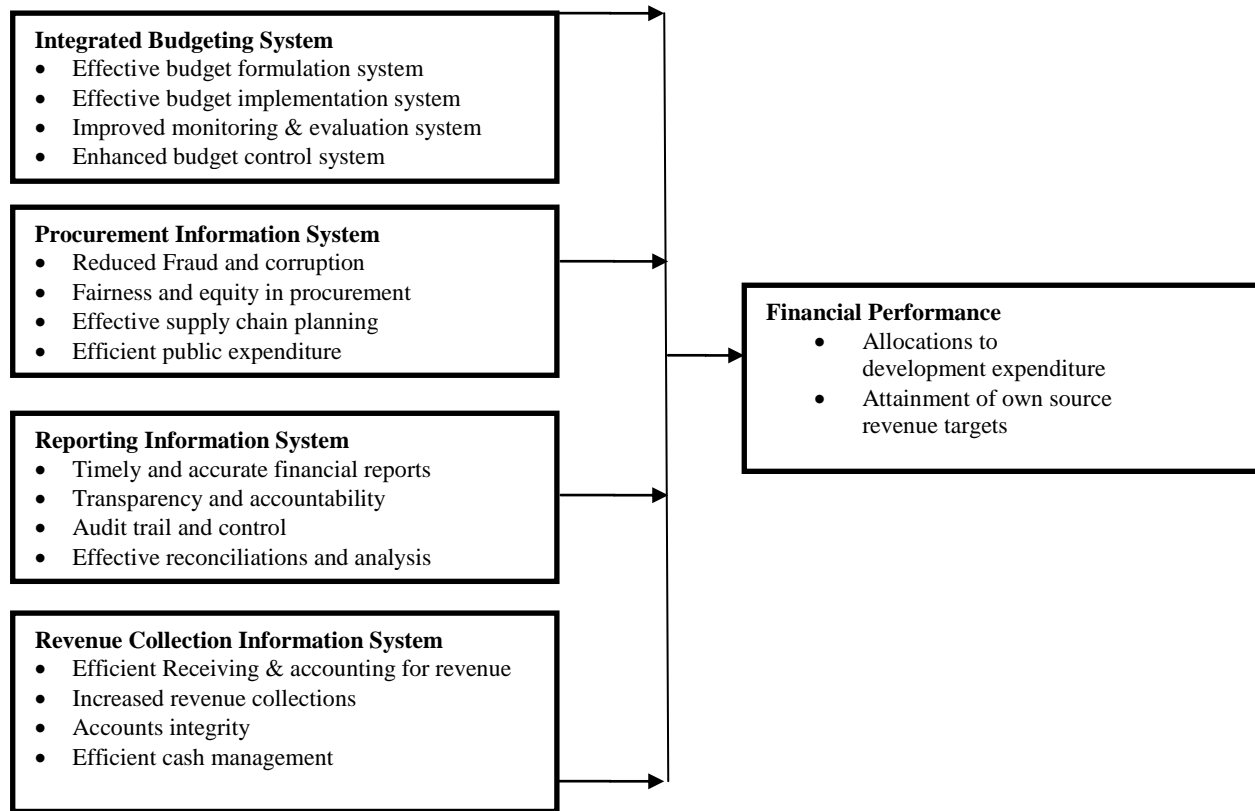 Integrated Budgeting System
• Effective budget formulation system
• Effective budget implementation system
• Improved monitoring & evaluation system
• Enhanced budget control system
Procurement Information System
• Reduced Fraud and corruption
• Fairness and equity in procurement
• Effective supply chain planning
• Efficient public expenditure
Reporting Information System
• Timely and accurate financial reports
• Transparency and accountability
• Audit trail and control
• Effective reconciliations and analysis
Revenue Collection Information System
• Efficient Receiving & accounting for revenue
• Increased revenue collections
• Accounts integrity
• Efficient cash management
Financial Performance
• Allocations to
development expenditure
• Attainment of own source
revenue targets